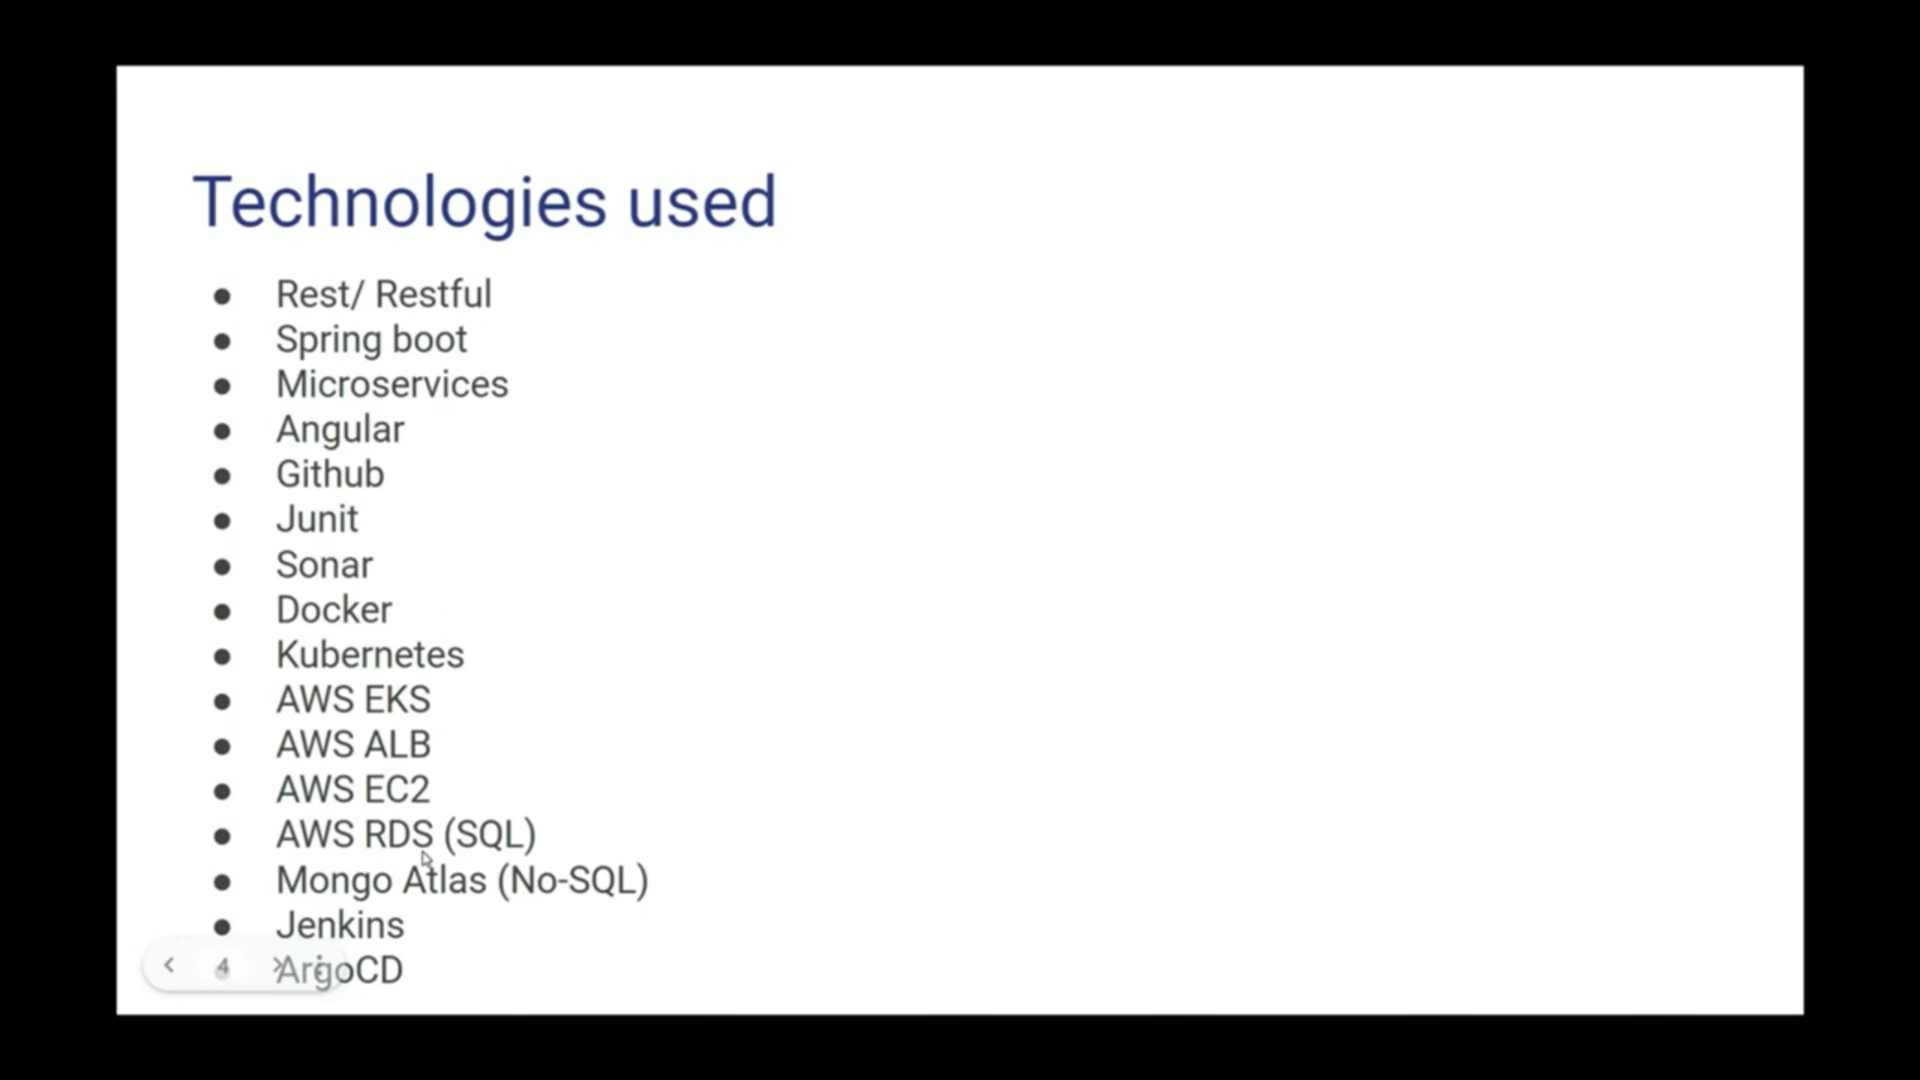 Technologies used
Rest/ Restful
Spring boot
Microservices
Angular
Github
Junit
Sonar
Docker
Kubernetes
AWS EKS
AWS ALB
AWS EC2
AWS RDS (SQL)
Mongo Atlas (No-SQL)
Jenkins
ArgoCD
4